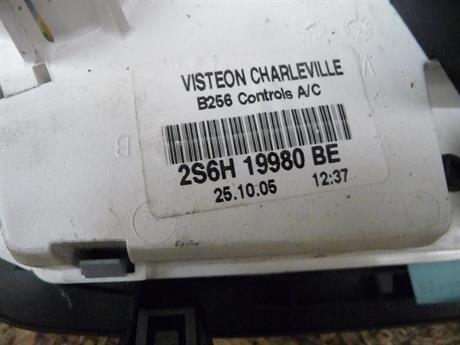 VISTEON CHARLEVILLE
B256 Controls A/C
2S6H 19980 BE
25.10.05 12:37
B